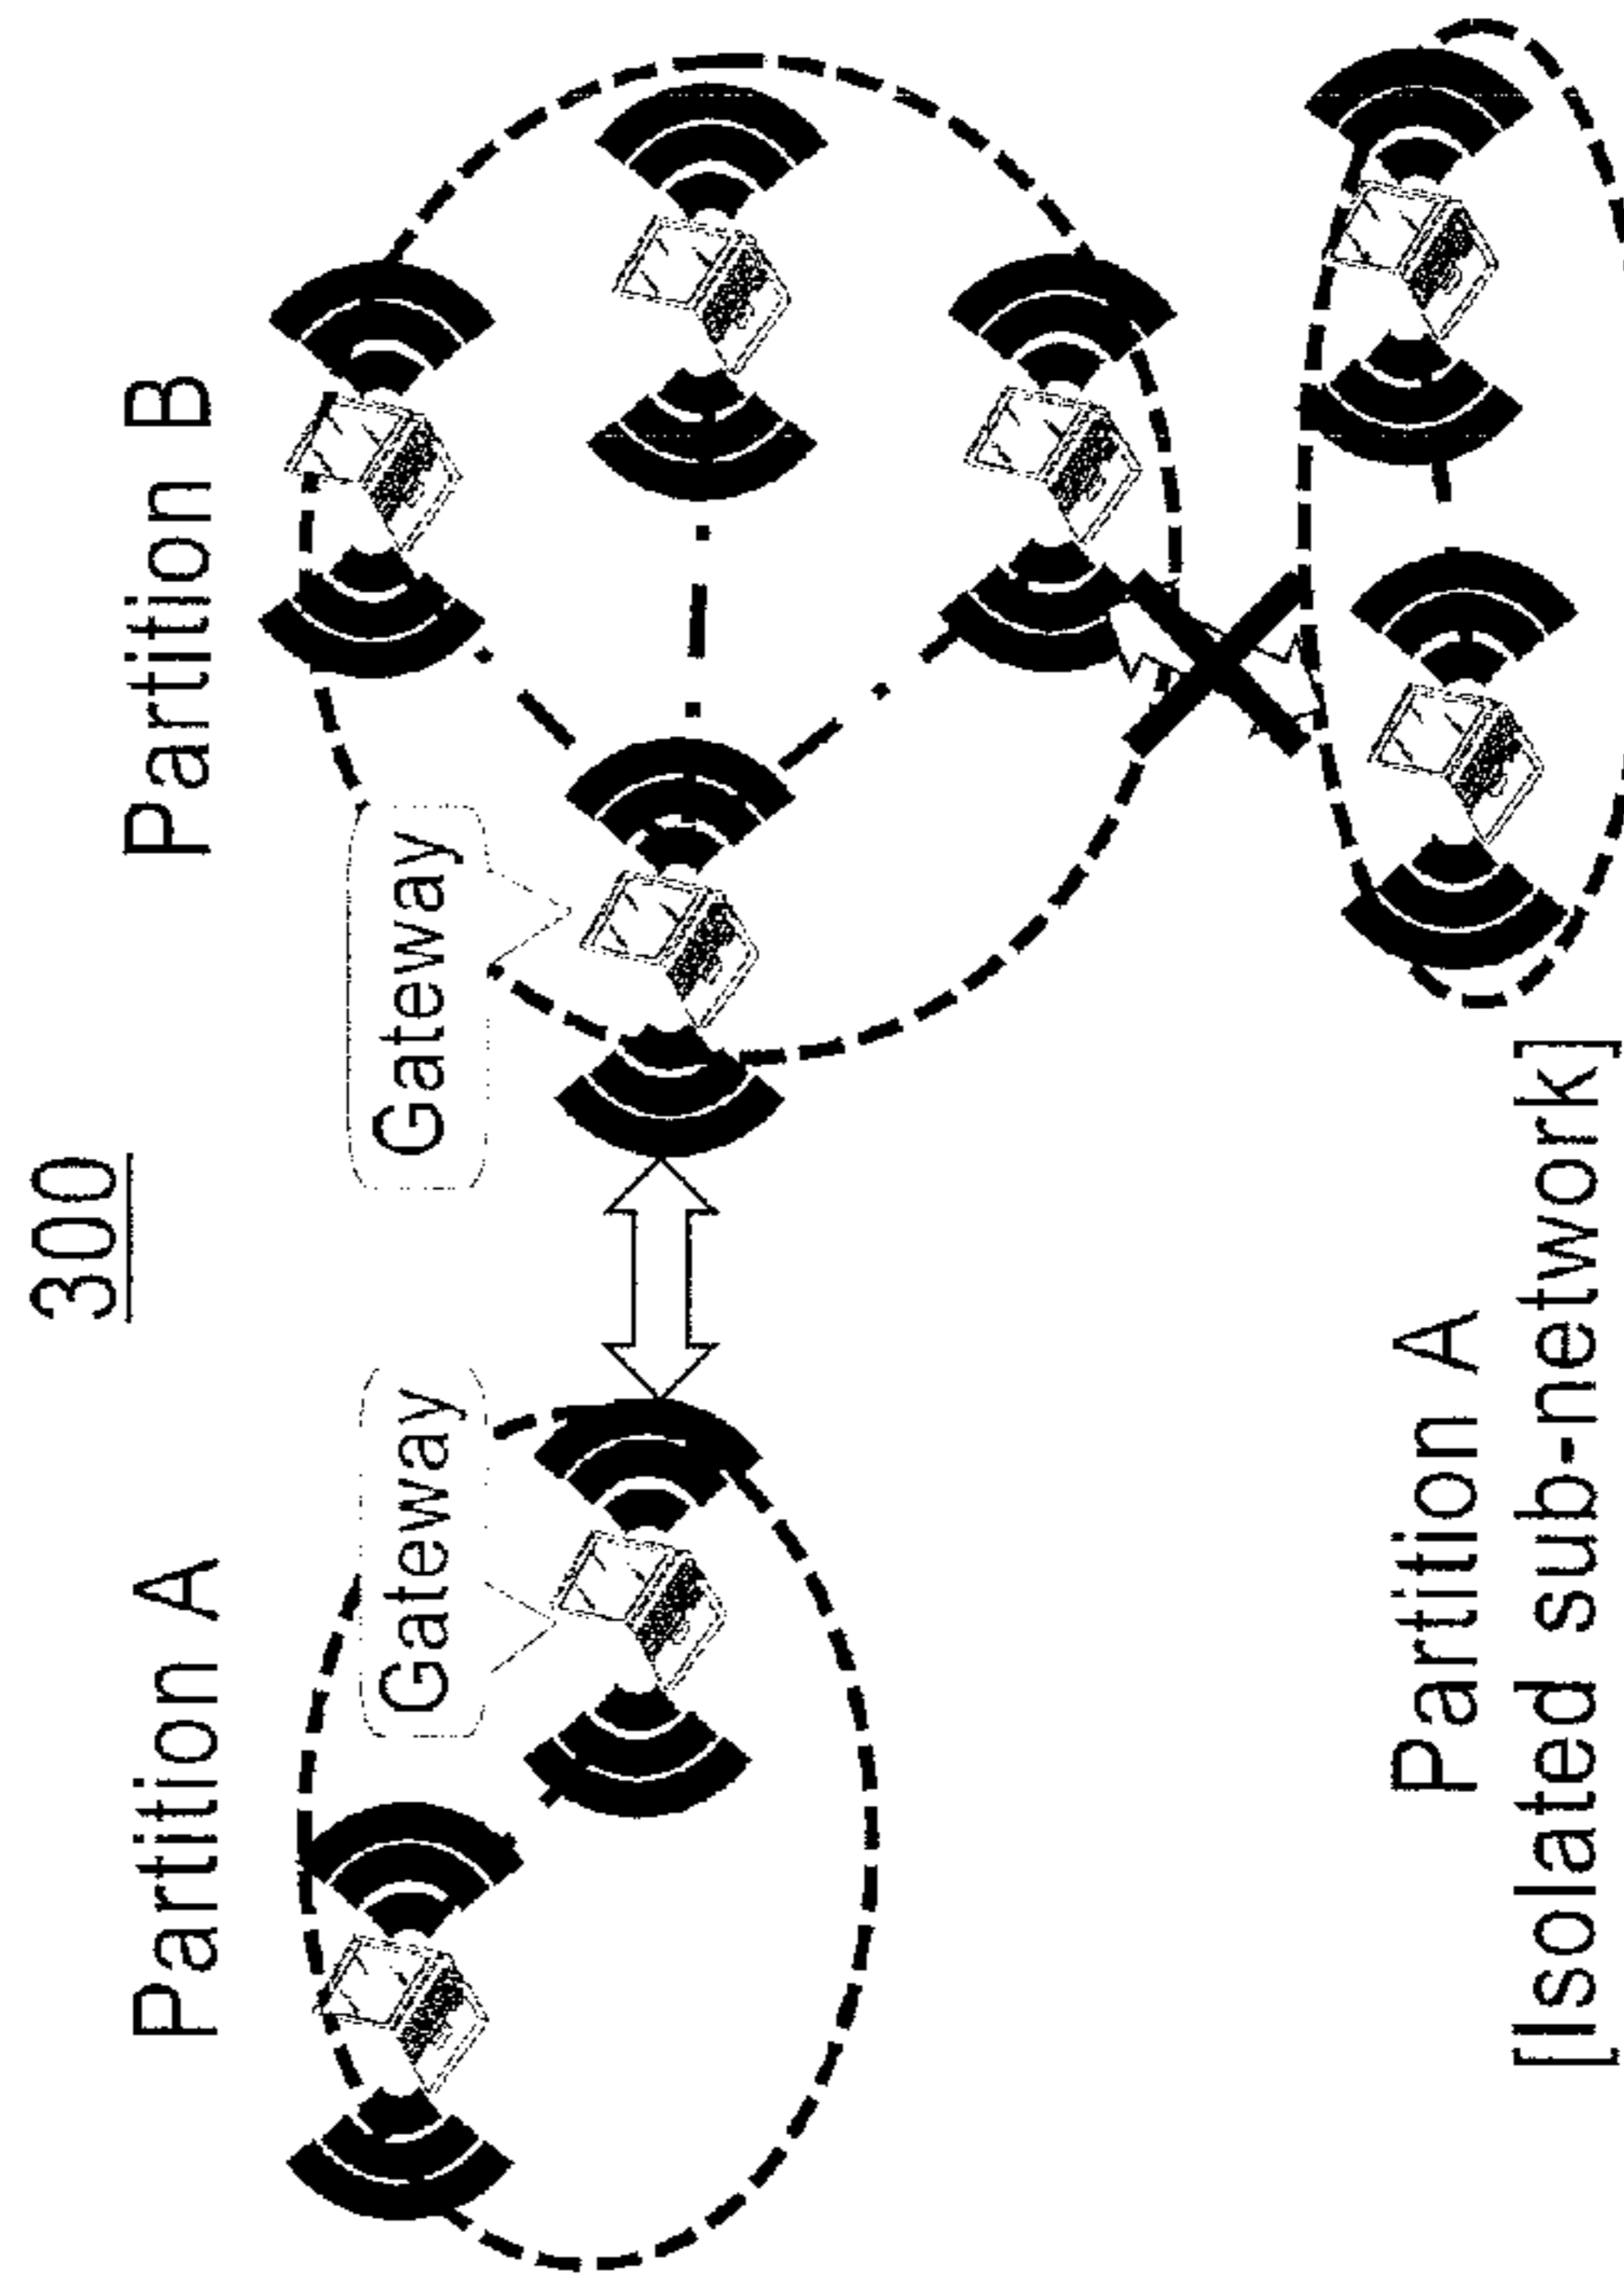 300
Partition A
Partition B
Gateway
Gateway
Partition A
[Isolated sub-network]